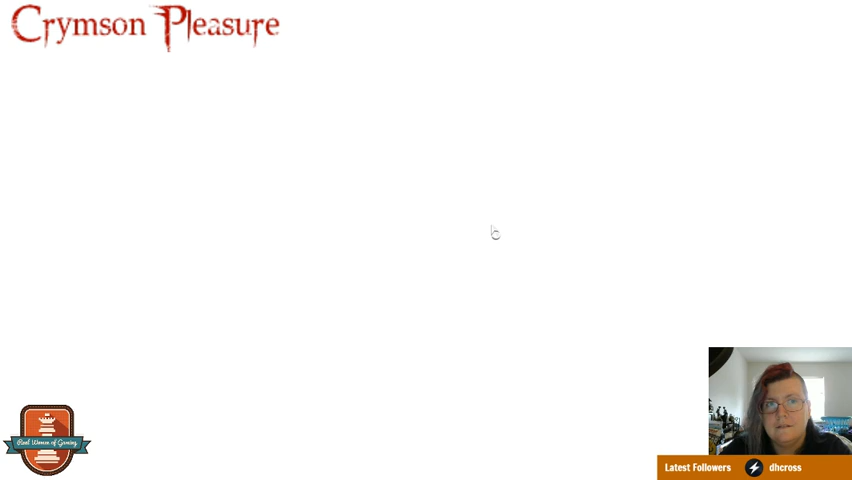 Crymson Pleasure
Real Women of Gaming
Latest Followers dhcross